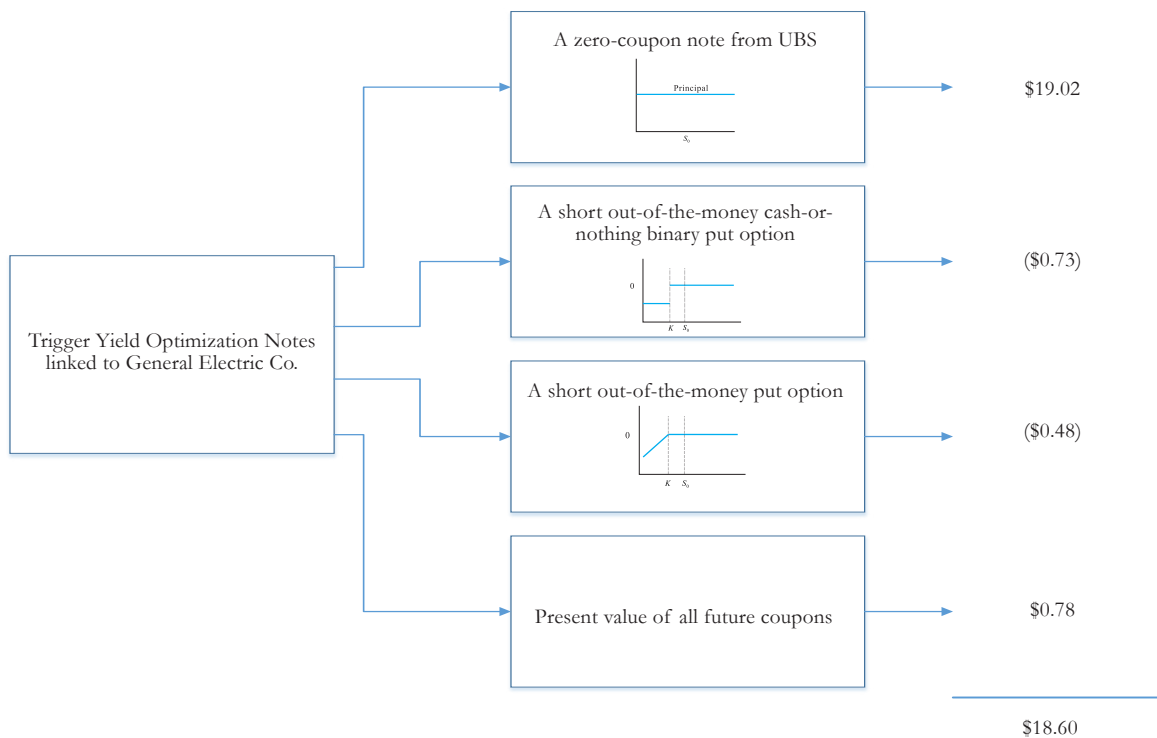 A zero-coupon note from UBS
Principal
S0
$19.02
A short out-of-the-money cash-or-
nothing binary put option
0
K
S0
($0.73)
Trigger Yield Optimization Notes
linked to General Electric Co.
A short out-of-the-money put option
0
K
S0
($0.48)
Present value of all future coupons
$0.78
$18.60